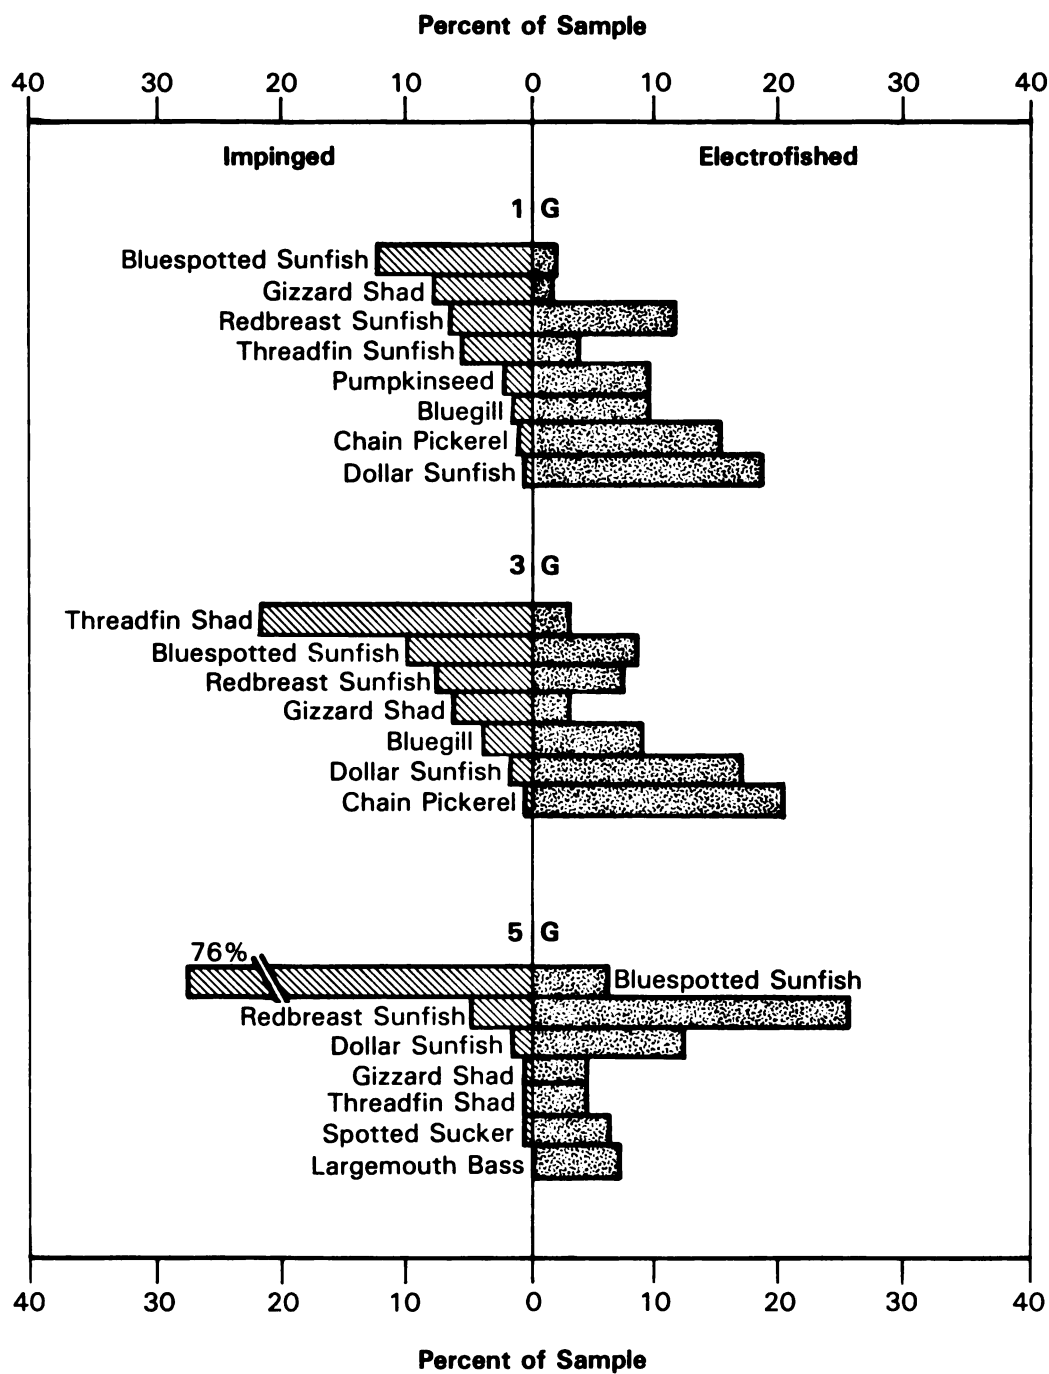 Percent of Sample
40 30 20 10 0 10 20 30 40
Impinged Electrofished
1 G
Bluespotted Sunfish
Gizzard Shad
Redbreast Sunfish
Threadfin Sunfish
Pumpkinseed
Bluegill
Chain Pickerel
Dollar Sunfish
3 G
Threadfin Shad
Bluespotted Sunfish
Redbreast Sunfish
Gizzard Shad
Bluegill
Dollar Sunfish
Chain Pickerel
5 G
76%
Bluespotted Sunfish
Redbreast Sunfish
Dollar Sunfish
Gizzard Shad
Threadfin Shad
Spotted Sucker
Largemouth Bass
40 30 20 10 0 10 20 30 40
Percent of Sample